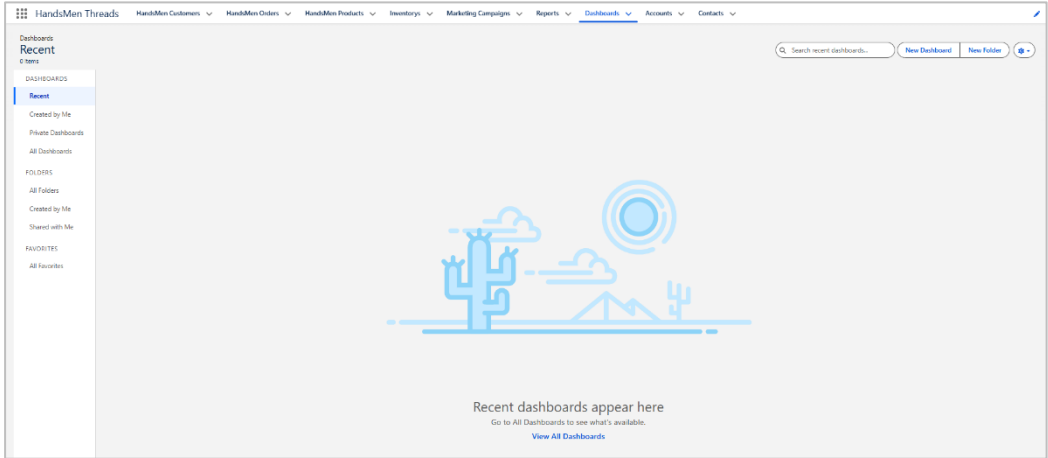 HandsMen Threads HandsMen Customers HandsMen Orders HandsMen Products Inventorys Marketing Campaigns Reports Dashboards Accounts Contacts
Dashboards
Recent
0 items
Search recent dashboards...
New Dashboard
New Folder
DASHBOARDS
Recent
Created by Me
Private Dashboards
All Dashboards
FOLDERS
All Folders
Created by Me
Shared with Me
FAVORITES
All Favorites
Recent dashboards appear here
Go to All Dashboards to see what's available.
View All Dashboards